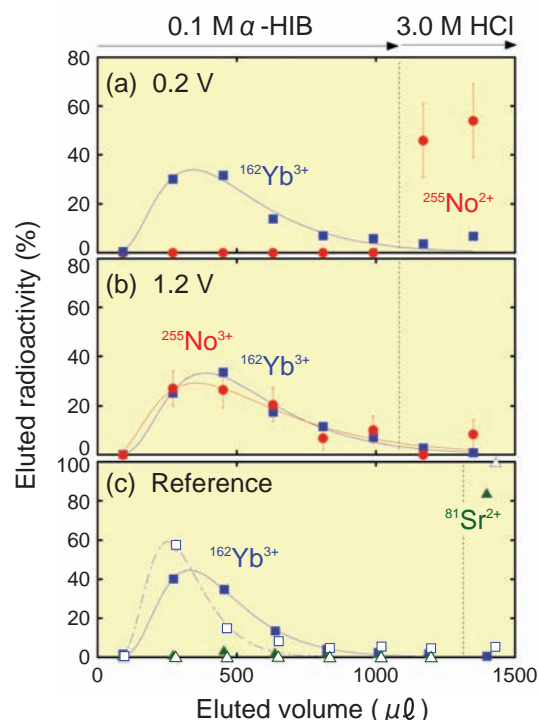 0.1 M α-HIB 3.0 M HCl
80
(a) 0.2 V
60
40
¹⁶²Yb³⁺
²⁵⁵No²⁺
20
0
(b) 1.2 V
60
²⁵⁵No³⁺
¹⁶²Yb³⁺
40
20
0
100
(c) Reference
80
⁸¹Sr²⁺
60
¹⁶²Yb³⁺
40
20
0
0 500 1000 1500
Eluted volume ( μℓ )
Eluted radioactivity (%)